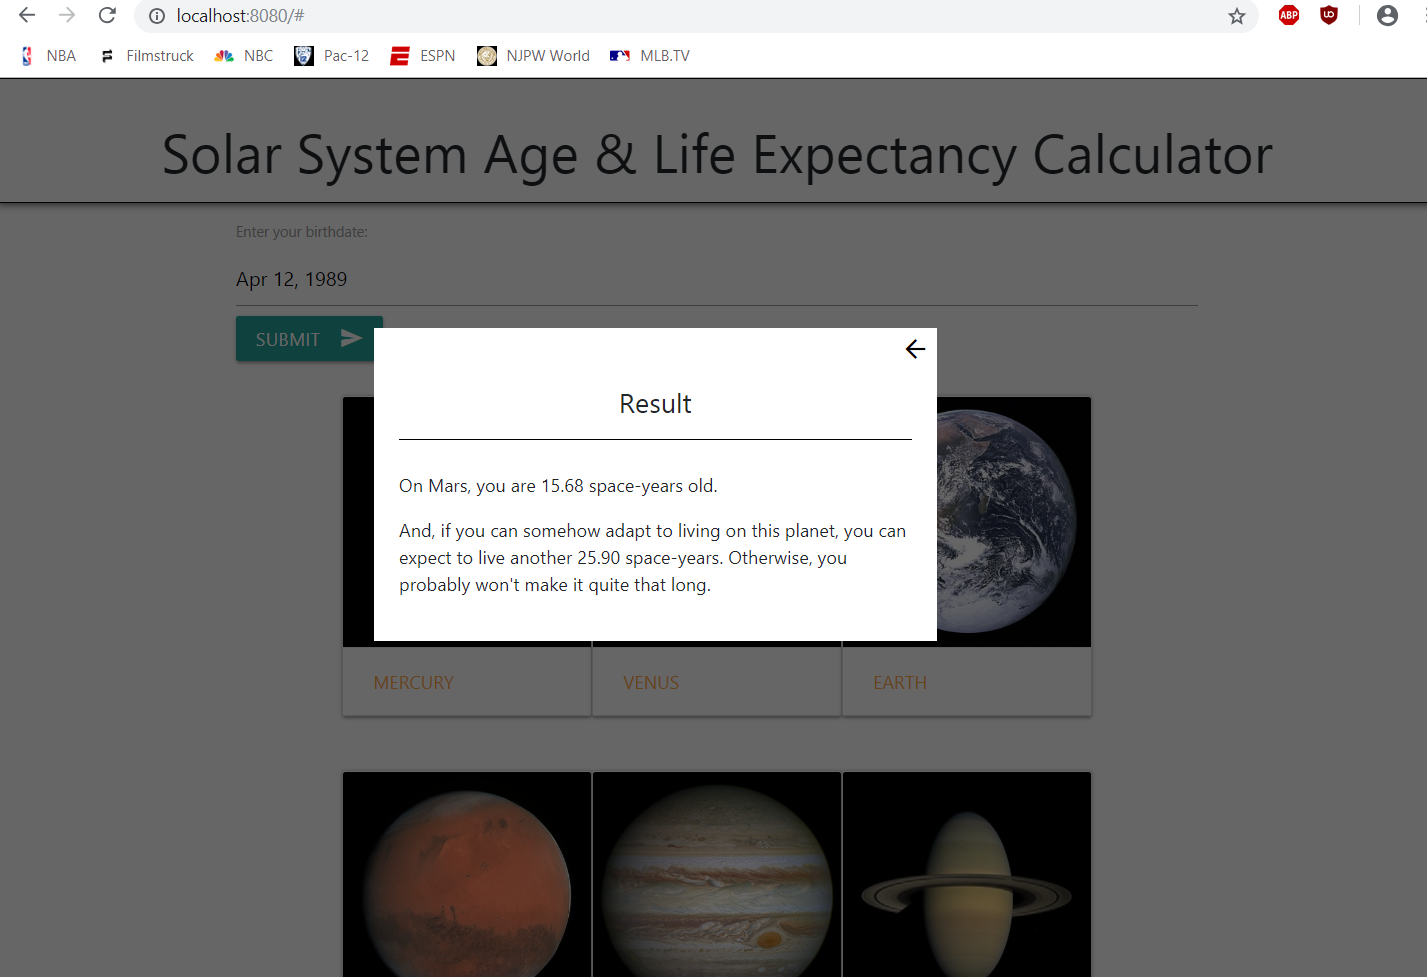 localhost:8080/#
ABP
NBA
Filmstruck
NBC
Pac-12
ESPN
NJPW World
MLB.TV
Solar System Age & Life Expectancy Calculator
Enter your birthdate:
Apr 12, 1989
SUBMIT
Result
On Mars, you are 15.68 space-years old.
And, if you can somehow adapt to living on this planet, you can
expect to live another 25.90 space-years. Otherwise, you
probably won't make it quite that long.
MERCURY
VENUS
EARTH